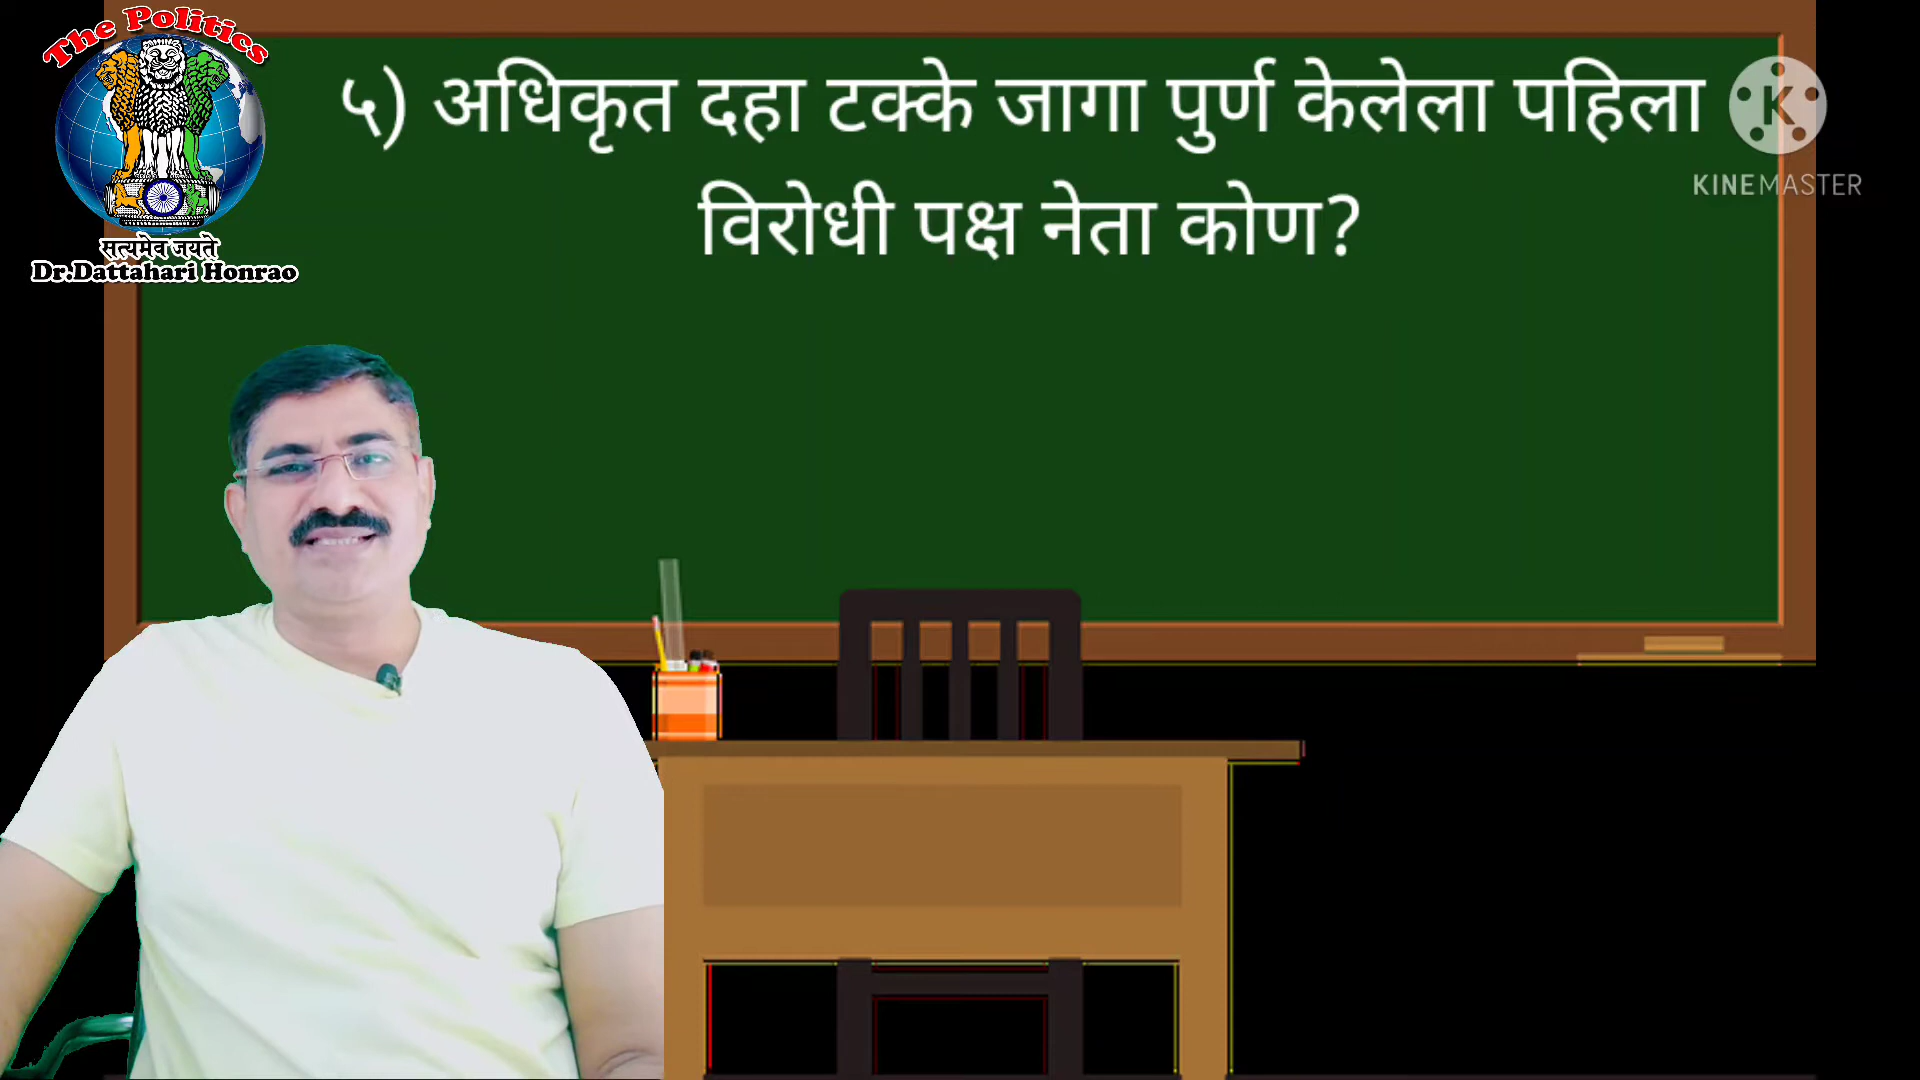 The Politics
सत्यमेव जयते
Dr.Dattahari Honrao
५) अधिकृत दहा टक्के जागा पुर्ण केलेला पहिला
विरोधी पक्ष नेता कोण?
K
KINEMASTER